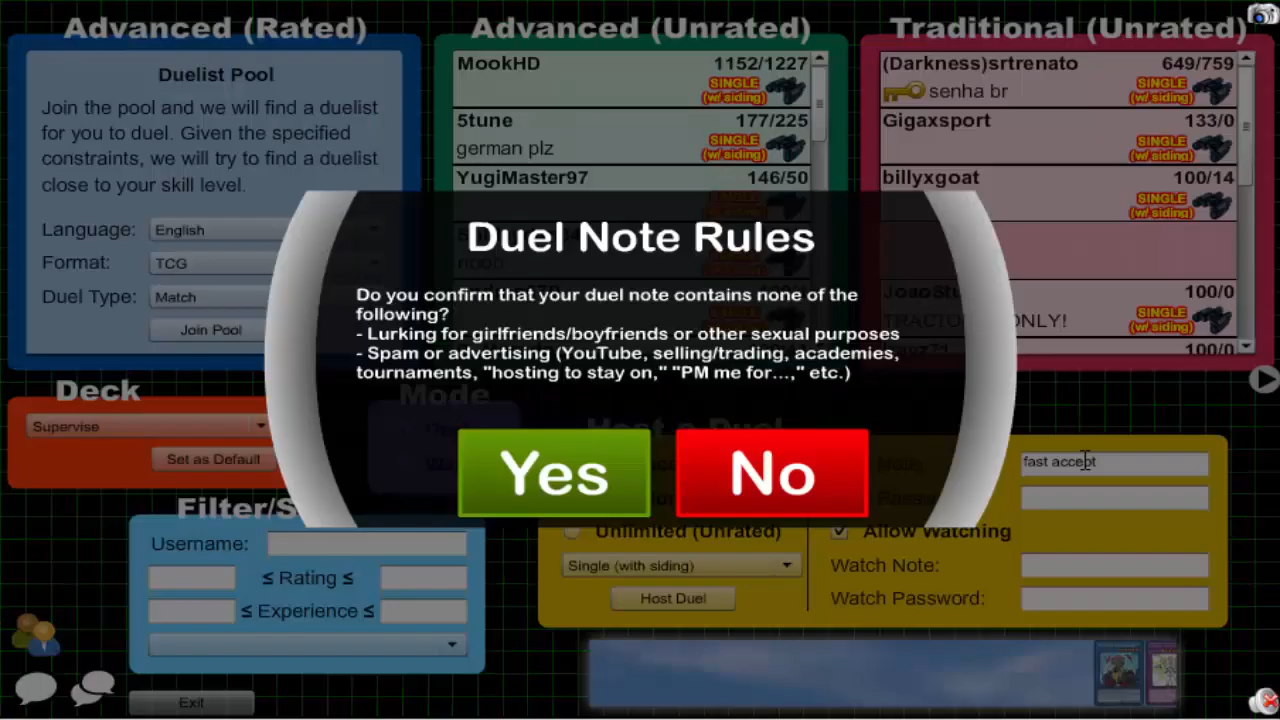 Advanced (Rated)
Duelist Pool
Join the pool and we will find a duelist
for you to duel. Given the specified
constraints, we will try to find a duelist
close to your skill level.
Language: English
Format: TCG
Duel Type: Match
Join Pool
Advanced (Unrated)
MookHD 1152/1227
SINGLE
(w/ siding)
5tune 177/225
german plz
SINGLE
(w/ siding)
YugiMaster97 146/50
noob
Traditional (Unrated)
(Darkness)srtrenato 649/759
senha br
SINGLE
(w/ siding)
Gigaxsport 133/0
SINGLE
(w/ siding)
billyxgoat 100/14
SINGLE
(w/ siding)
100/0
ONLY!
SINGLE
(w/ siding)
100/0
Duel Note Rules
Do you confirm that your duel note contains none of the
following?
- Lurking for girlfriends/boyfriends or other sexual purposes
- Spam or advertising (YouTube, selling/trading, academies,
tournaments, "hosting to stay on," "PM me for...," etc.)
Yes
No
Deck
Supervise
Set as Default
Mode
Filter/S
Username:
≤ Rating ≤
≤ Experience ≤
Host a Duel
fast accept
Unlimited (Unrated)
Single (with siding)
Host Duel
Allow Watching
Watch Note:
Watch Password:
Exit